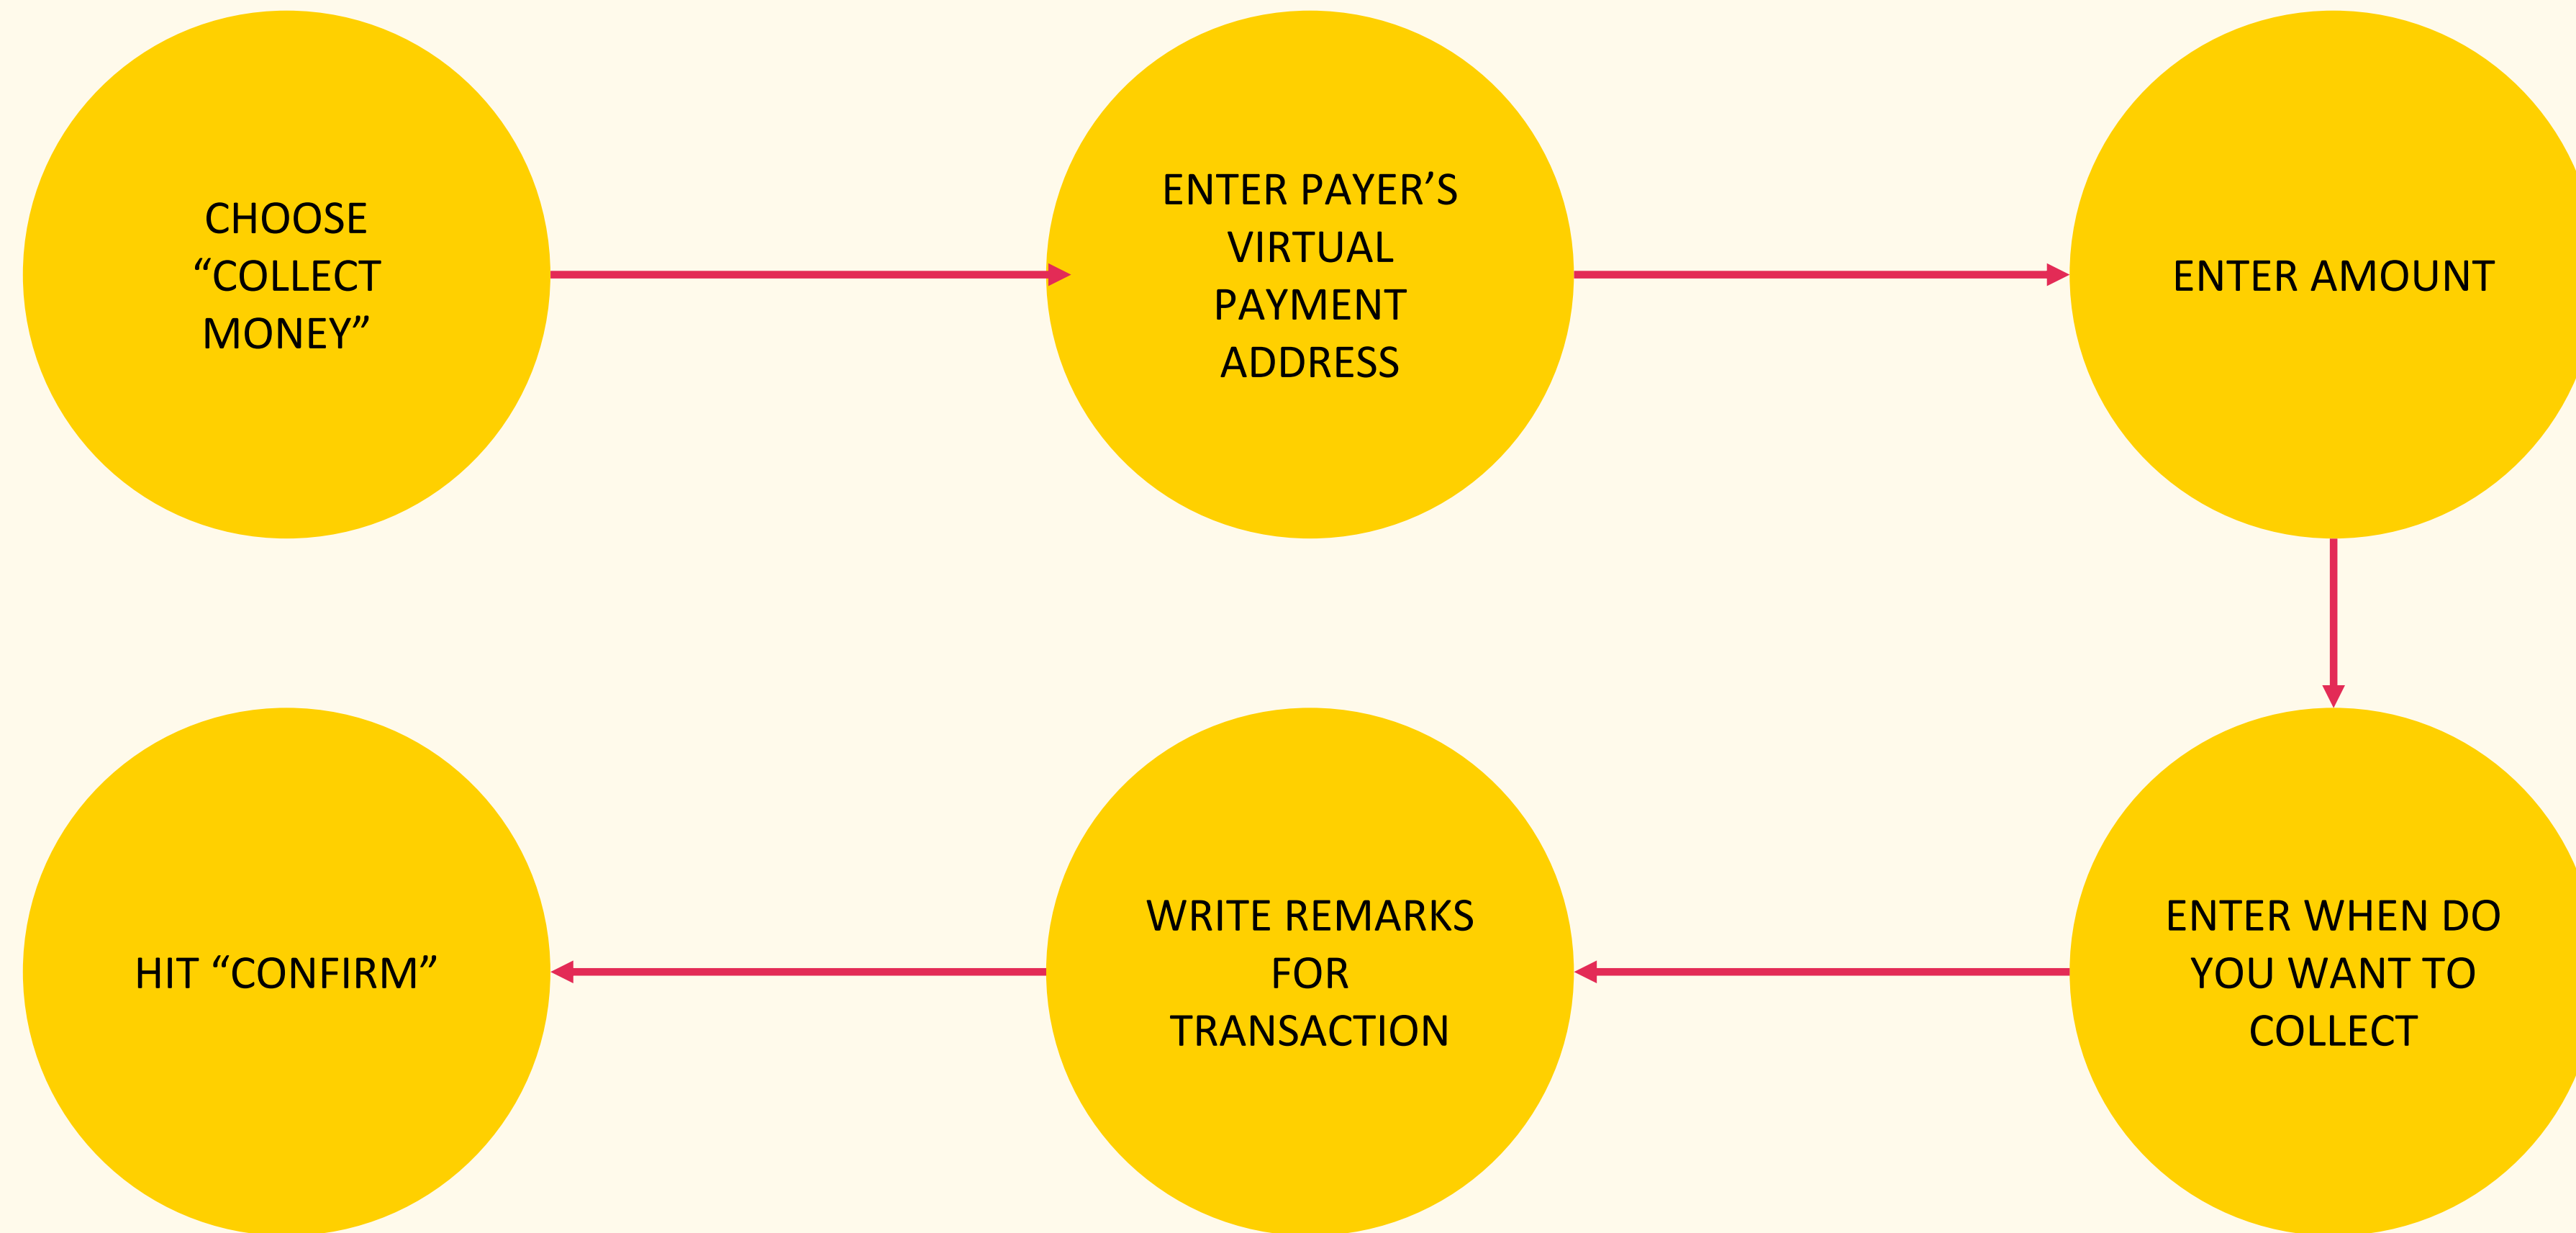 CHOOSE
“COLLECT
MONEY”
ENTER PAYER’S
VIRTUAL
PAYMENT
ADDRESS
ENTER AMOUNT
ENTER WHEN DO
YOU WANT TO
COLLECT
WRITE REMARKS
FOR
TRANSACTION
HIT “CONFIRM”